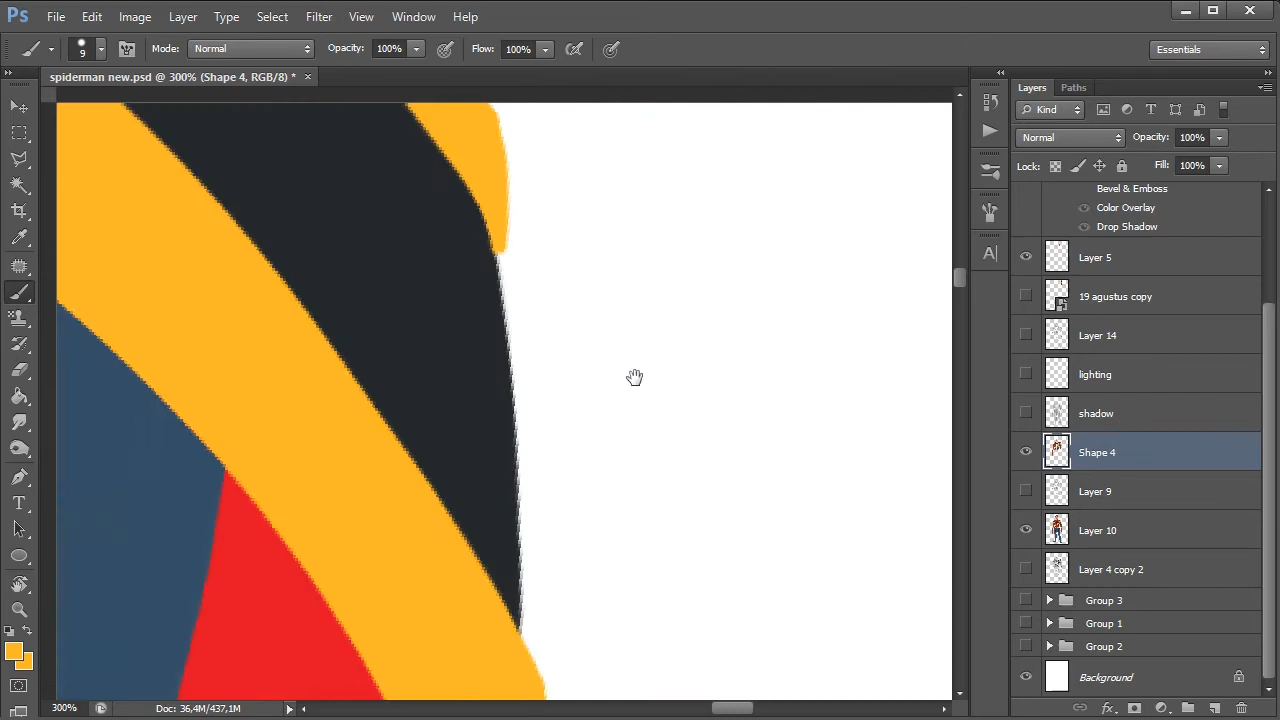 Ps File Edit Image Layer Type Select Filter View Window Help
9 Mode: Normal Opacity: 100% Flow: 100% Essentials
spiderman new.psd @ 300% (Shape 4, RGB/8) * ×
Layers Paths
Kind
Normal Opacity: 100%
Lock: Fill: 100%
Bevel & Emboss
Color Overlay
Drop Shadow
Layer 5
19 agustus copy
Layer 14
lighting
shadow
Shape 4
Layer 9
Layer 10
Layer 4 copy 2
Group 3
Group 1
Group 2
Background
300% Doc: 36,4M/437,1M